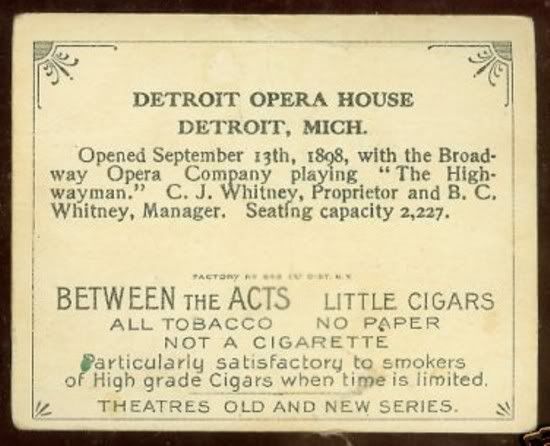 DETROIT OPERA HOUSE
DETROIT, MICH.
Opened September 13th, 1898, with the Broad-
way Opera Company playing "The High-
wayman." C. J. Whitney, Proprietor and B. C.
Whitney, Manager. Seating capacity 2,227.
FACTORY
DIST. N.Y.
BETWEEN THE ACTS LITTLE CIGARS
ALL TOBACCO NO PAPER
NOT A CIGARETTE
Particularly satisfactory to smokers
of High grade Cigars when time is limited.
THEATRES OLD AND NEW SERIES.